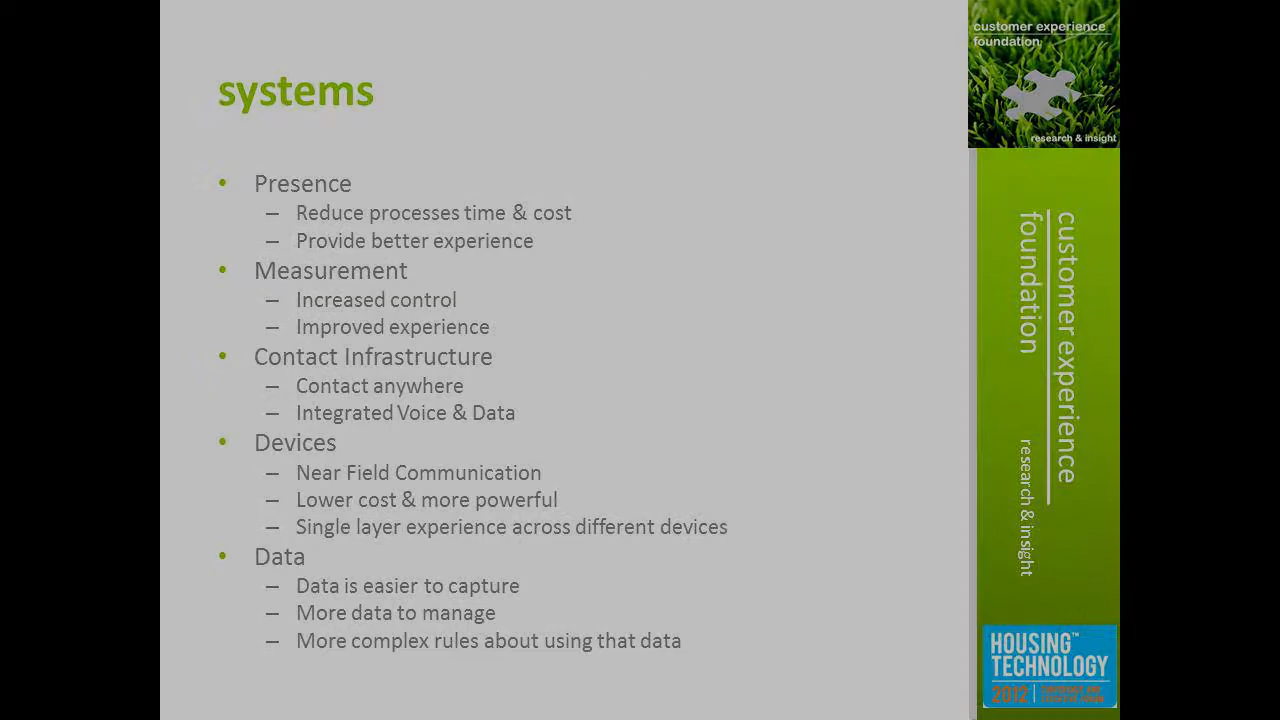 systems
• Presence
– Reduce processes time & cost
– Provide better experience
• Measurement
– Increased control
– Improved experience
• Contact Infrastructure
– Contact anywhere
– Integrated Voice & Data
• Devices
– Near Field Communication
– Lower cost & more powerful
– Single layer experience across different devices
• Data
– Data is easier to capture
– More data to manage
– More complex rules about using that data
customer experience
foundation
research & insight
customer experience
foundation
research & insight
HOUSING™
TECHNOLOGY
2012